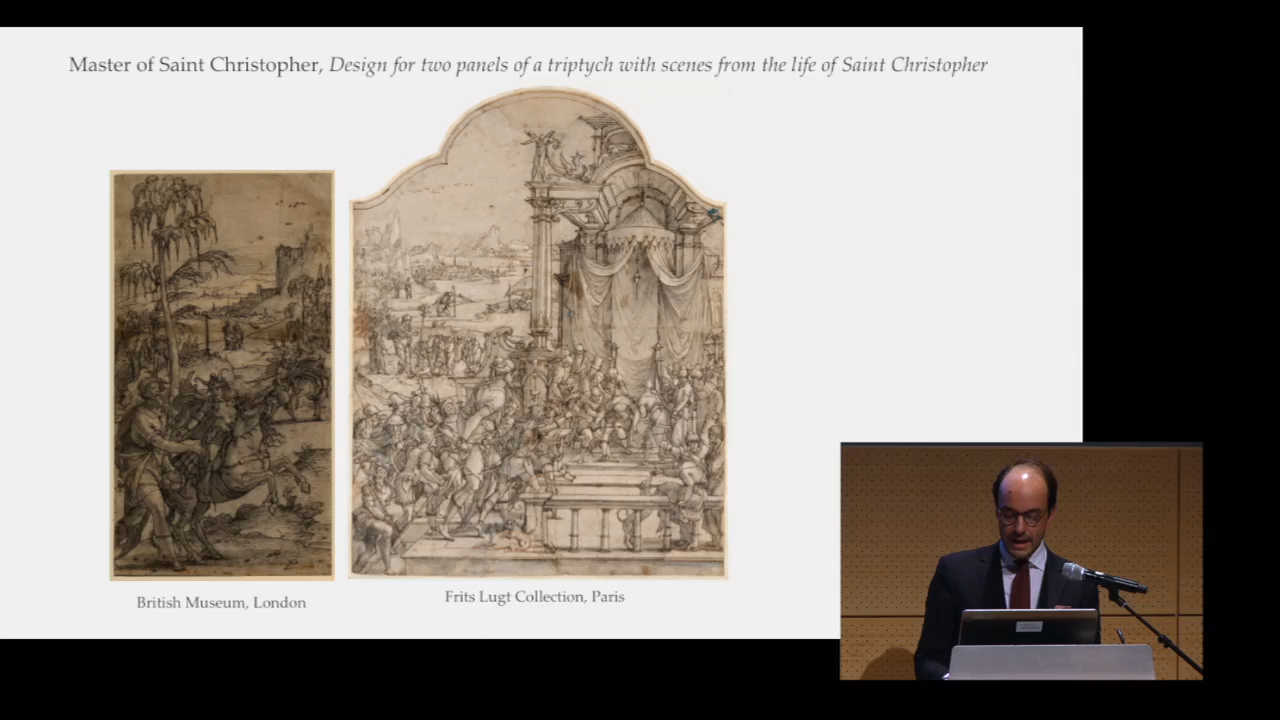 Master of Saint Christopher, Design for two panels of a triptych with scenes from the life of Saint Christopher
British Museum, London
Frits Lugt Collection, Paris